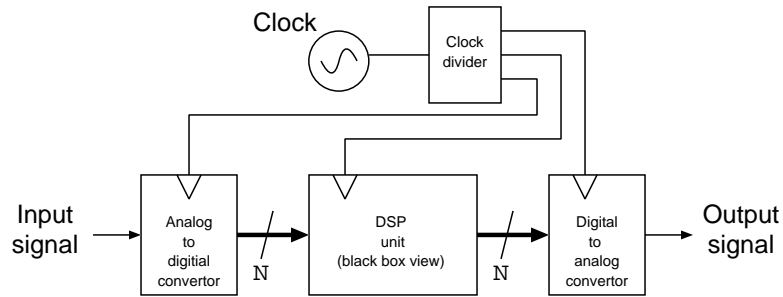 Clock
Clock
divider
Input
signal
Analog
to
digitial
convertor
N
DSP
unit
(black box view)
N
Digital
to
analog
convertor
Output
signal